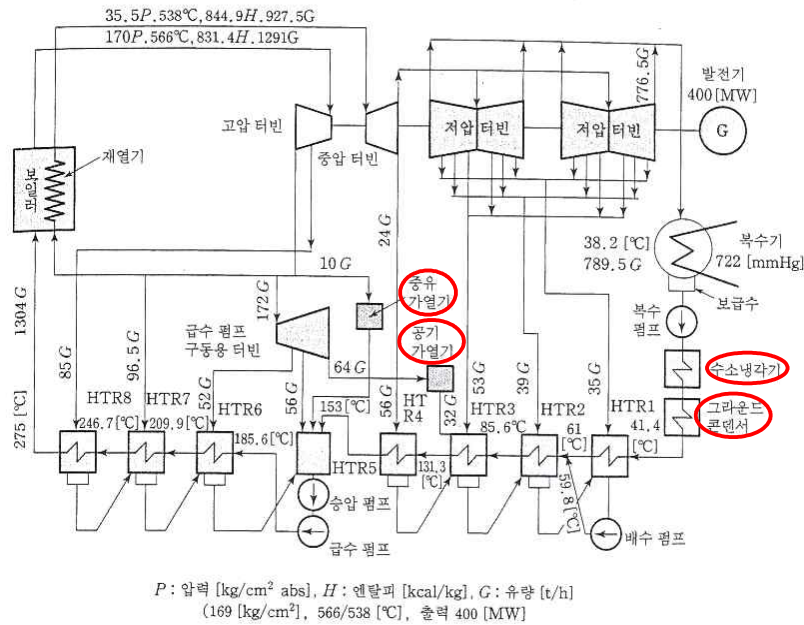 35.5P.538℃,844.9H.927.5G
170P.566℃,831.4H.1291G
776.5G
발전기
400[MW]
G
고압 터빈
중압 터빈
저압 터빈
저압 터빈
재열기
보일러
24G
38.2 [℃]
789.5G
복수기
722 [mmHg]
보급수
복수
펌프
10G
중유
가열기
172G
급수 펌프
구동용 터빈
공기
가열기
64G
수소냉각기
그라운드
콘덴서
1304G
275 [℃]
85G
96.5G
52G
56G
56G
32G
53G
39G
35G
HTR8
HTR7
HTR6
153[℃]
HT
R4
HTR3
HTR2
HTR1
246.7[℃]
209.9[℃]
185.6[℃]
HTR5
131.3
[℃]
85.6℃
61
[℃]
59.8[℃]
41.4
[℃]
승압 펌프
급수 펌프
배수 펌프
P : 압력 [kg/cm² abs], H : 엔탈피 [kcal/kg], G : 유량 [t/h]
(169 [kg/cm²], 566/538 [℃], 출력 400 [MW]